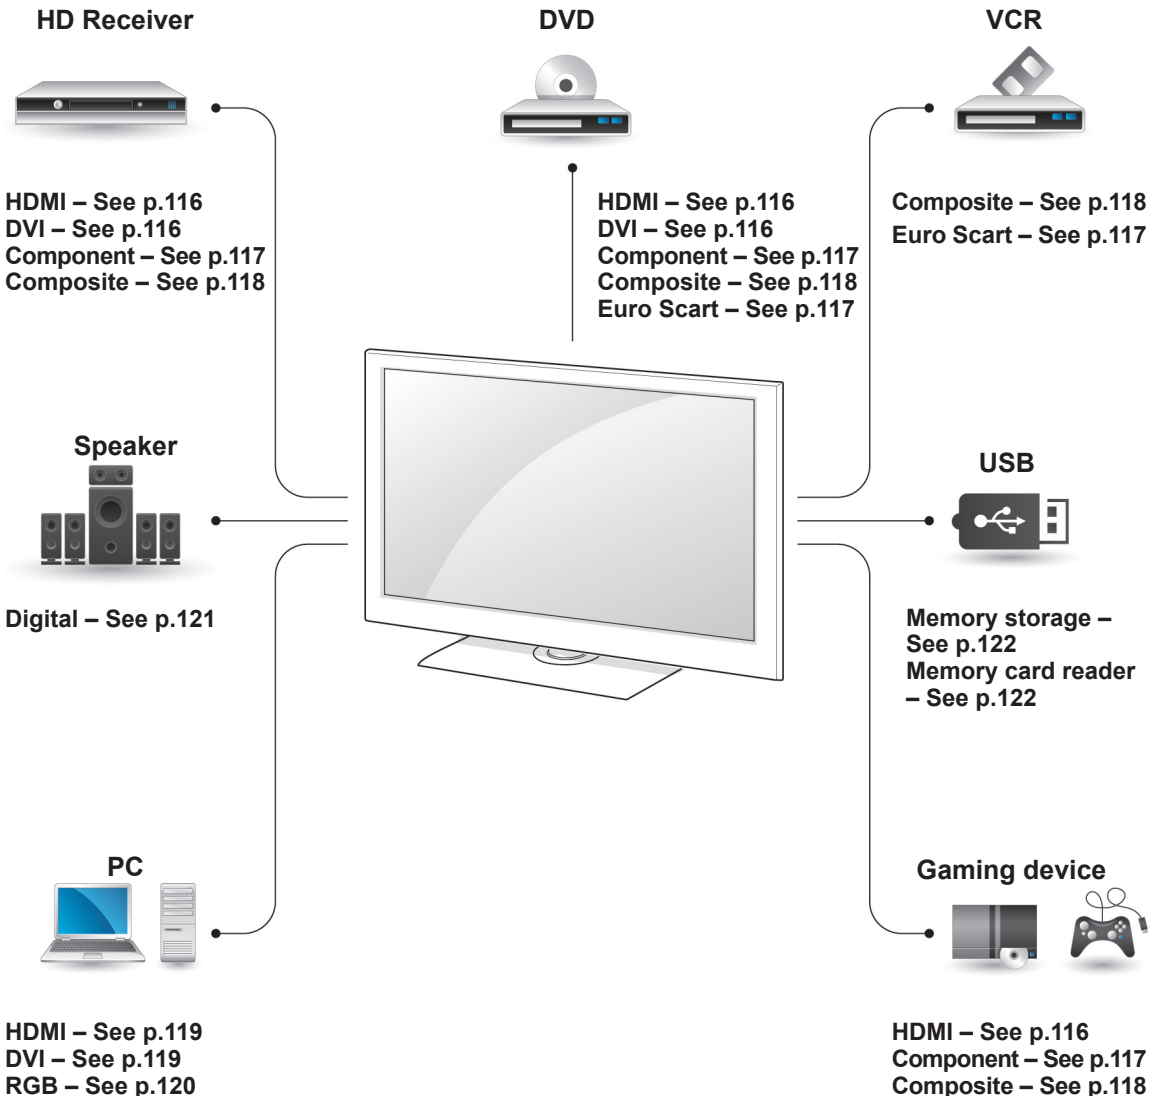 HD Receiver
HDMI – See p.116
DVI – See p.116
Component – See p.117
Composite – See p.118
DVD
HDMI – See p.116
DVI – See p.116
Component – See p.117
Composite – See p.118
Euro Scart – See p.117
VCR
Composite – See p.118
Euro Scart – See p.117
Speaker
Digital – See p.121
USB
Memory storage –
See p.122
Memory card reader
– See p.122
PC
HDMI – See p.119
DVI – See p.119
RGB – See p.120
Gaming device
HDMI – See p.116
Component – See p.117
Composite – See p.118